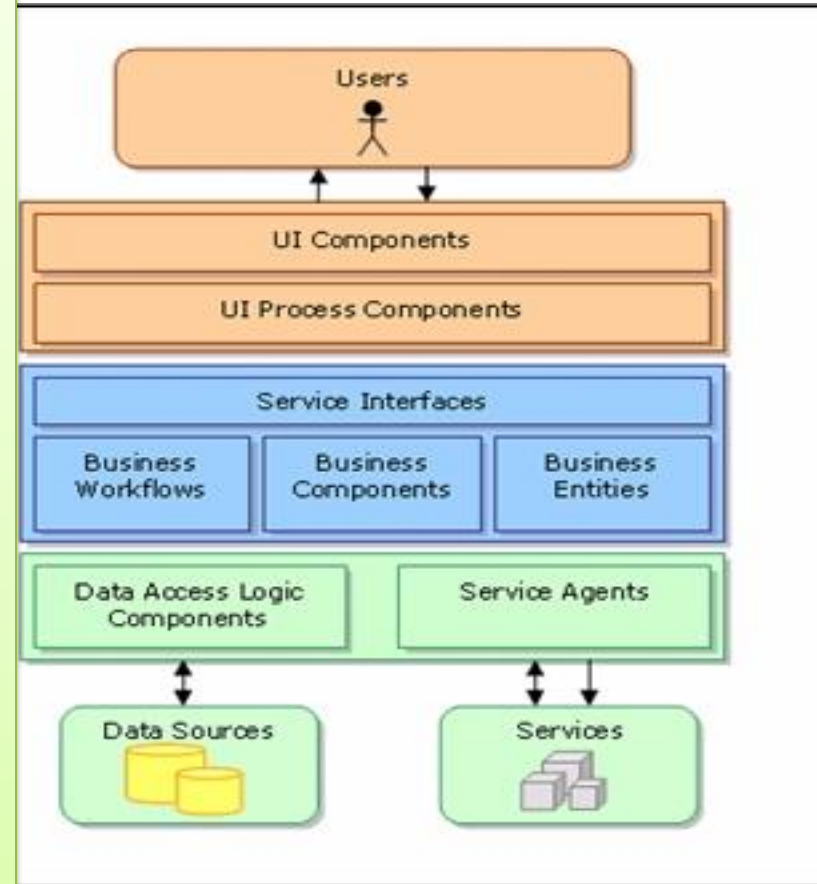 Users
UI Components
UI Process Components
Service Interfaces
Business
Workflows
Business
Components
Business
Entities
Data Access Logic
Components
Service Agents
Data Sources
Services